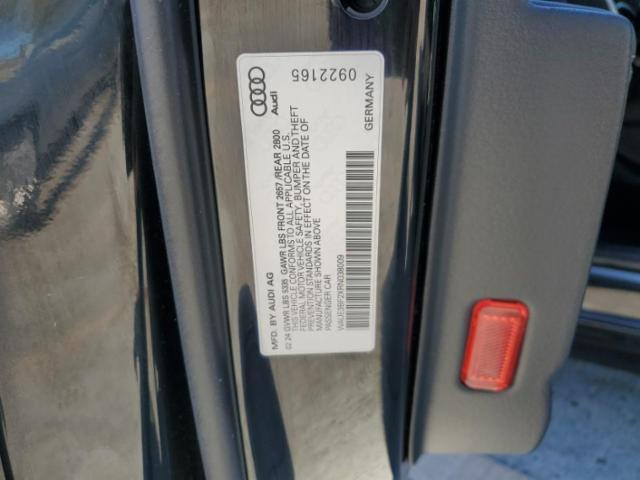 MFD. BY AUDI AG
02 24 GVWR LBS 5335 GAWR LBS FRONT 2657 /REAR 2800
THIS VEHICLE CONFORMS TO ALL APPLICABLE U.S.
FEDERAL MOTOR VEHICLE SAFETY, BUMPER AND THEFT
PREVENTION STANDARDS IN EFFECT ON THE DATE OF
MANUFACTURE SHOWN ABOVE
PASSENGER CAR
WAUE3BF2XRN038009
Audi
0922165
GERMANY